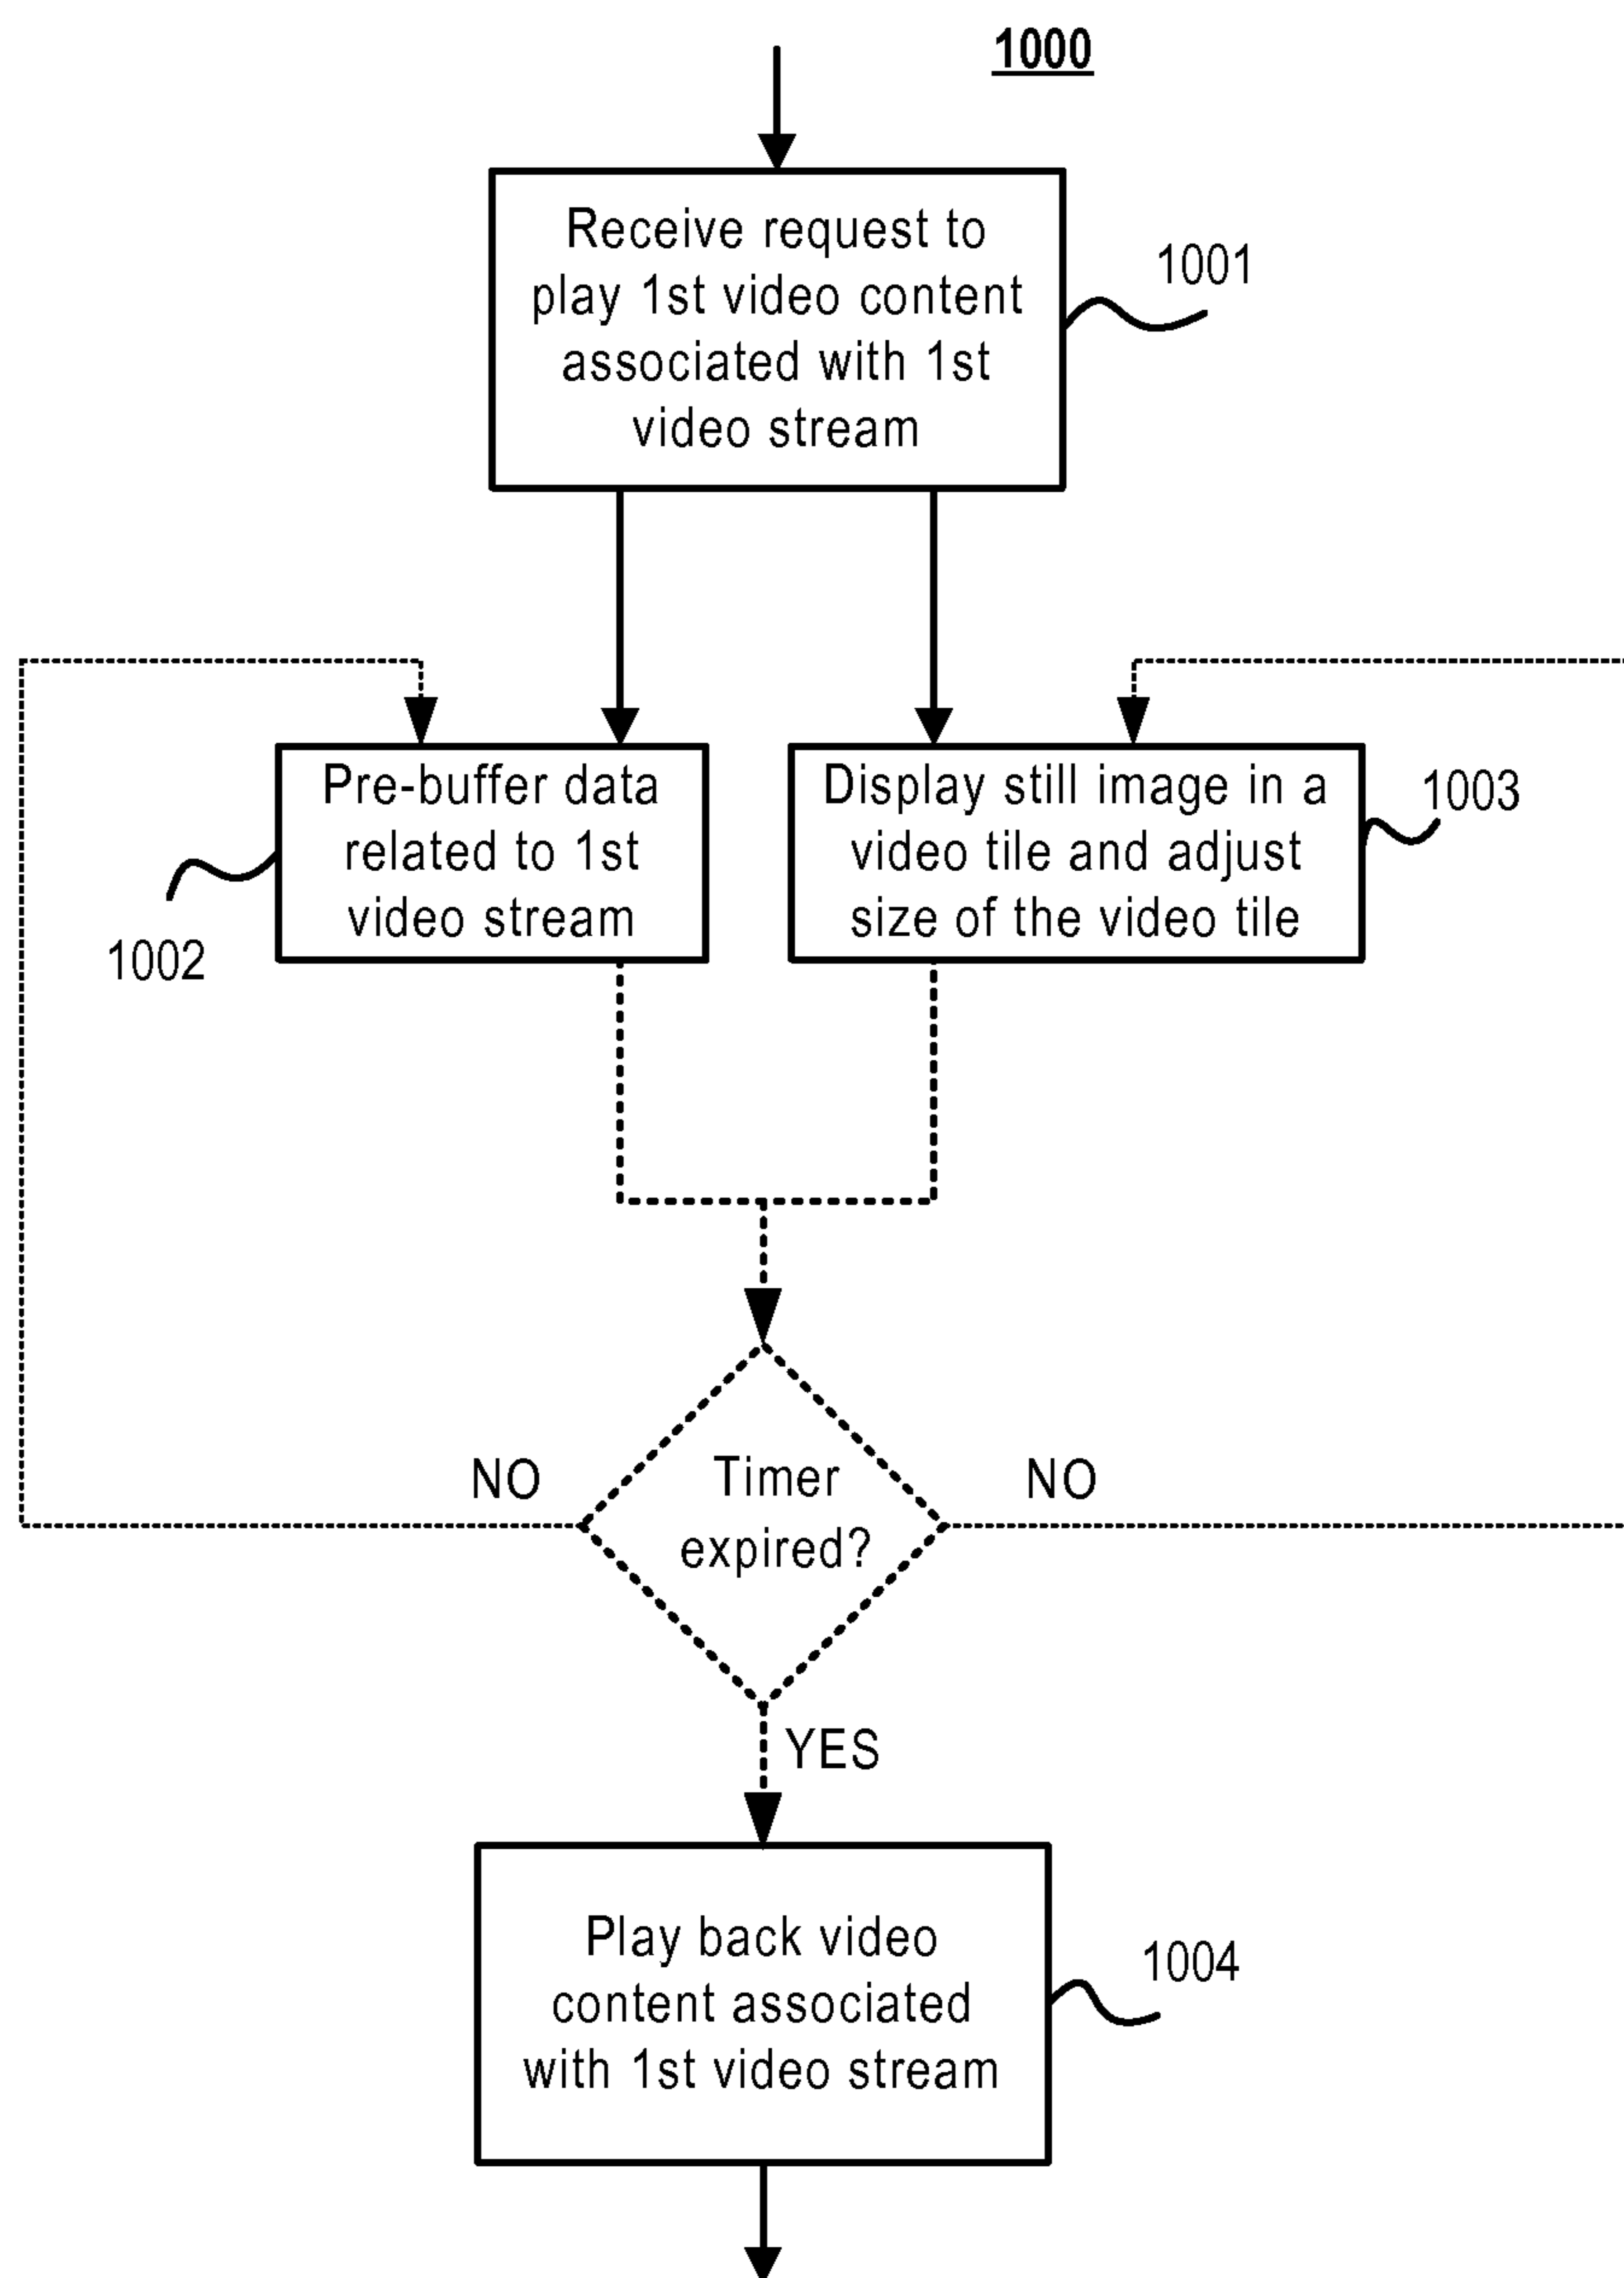 1000
Receive request to
play 1st video content
associated with 1st
video stream
1001
Pre-buffer data
related to 1st
video stream
1002
Display still image in a
video tile and adjust
size of the video tile
1003
NO
Timer
expired?
NO
YES
Play back video
content associated
with 1st video stream
1004